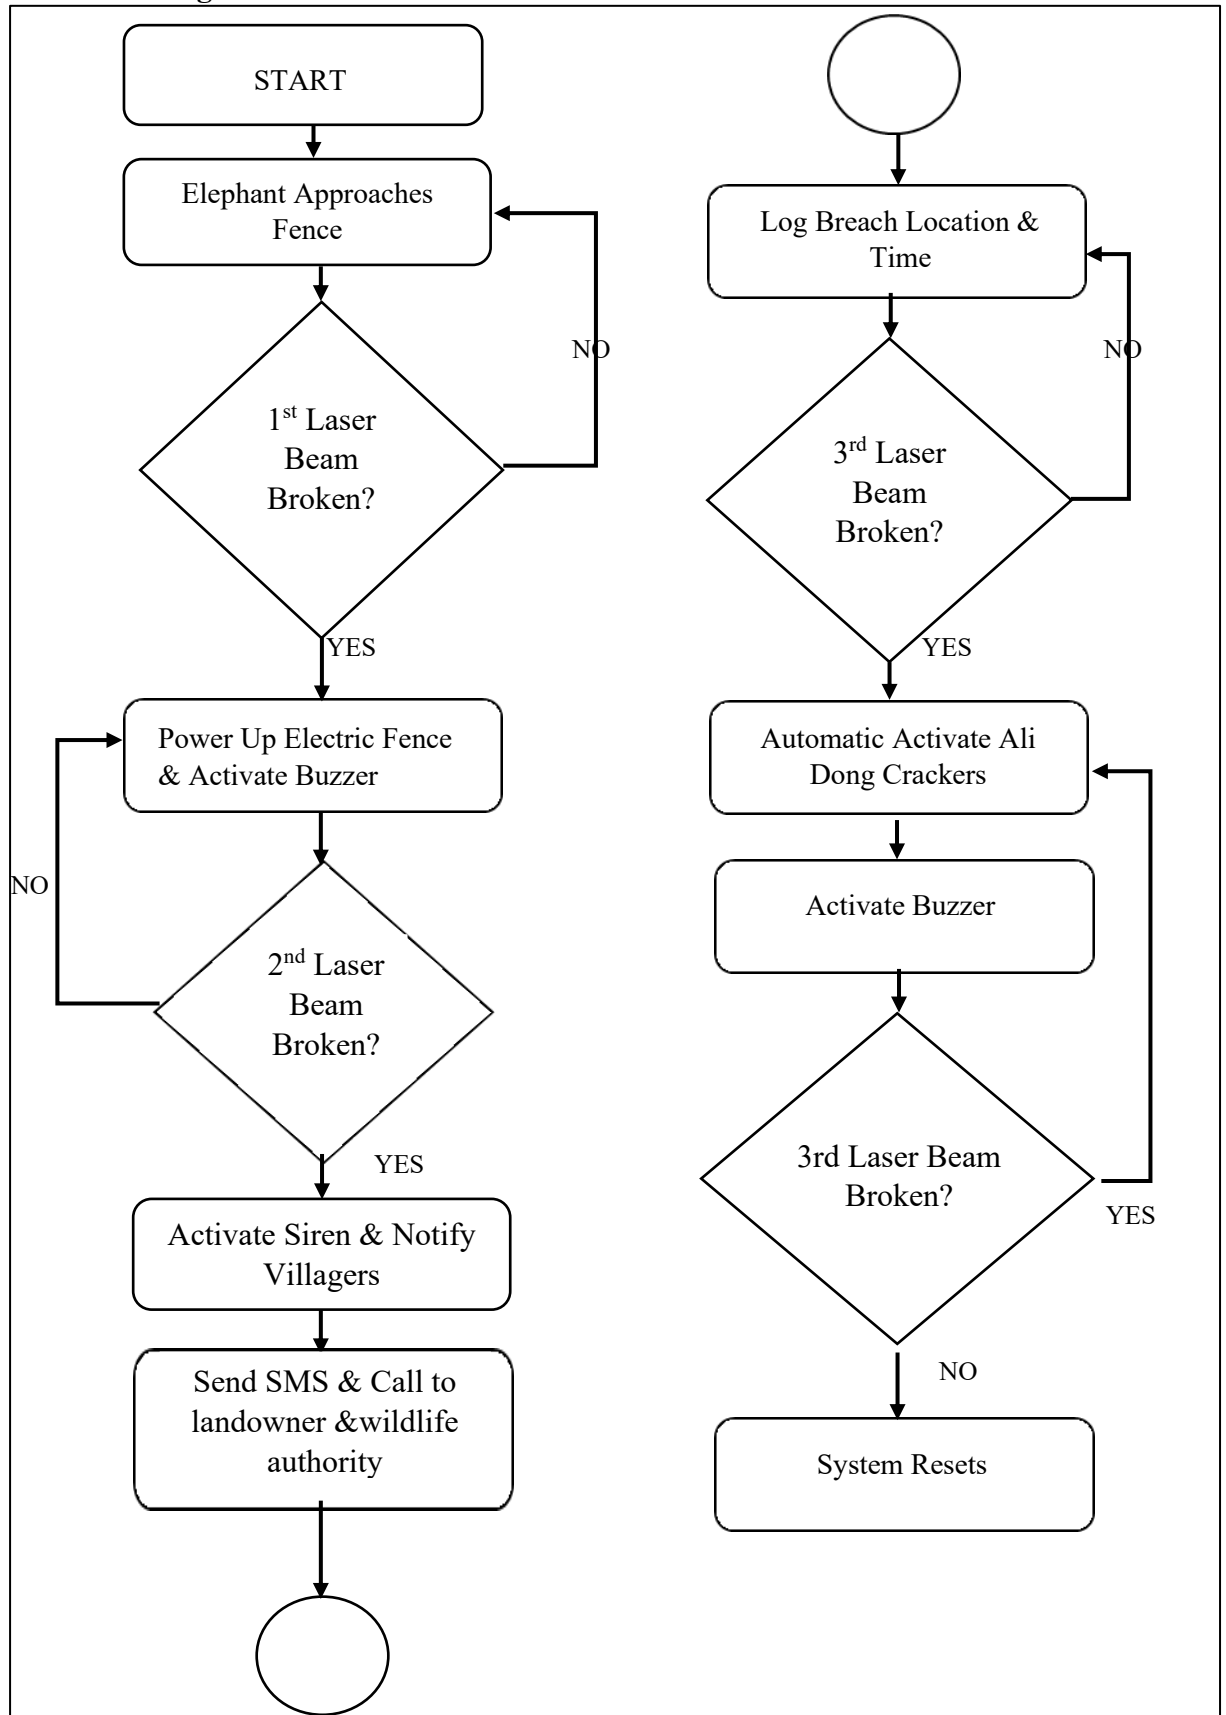 START
Elephant Approaches
Fence
NO
1st Laser
Beam
Broken?
YES
Power Up Electric Fence
& Activate Buzzer
NO
2nd Laser
Beam
Broken?
YES
Activate Siren & Notify
Villagers
Send SMS & Call to
landowner &wildlife
authority
Log Breach Location &
Time
NO
3rd Laser
Beam
Broken?
YES
Automatic Activate Ali
Dong Crackers
Activate Buzzer
3rd Laser Beam
Broken?
YES
NO
System Resets